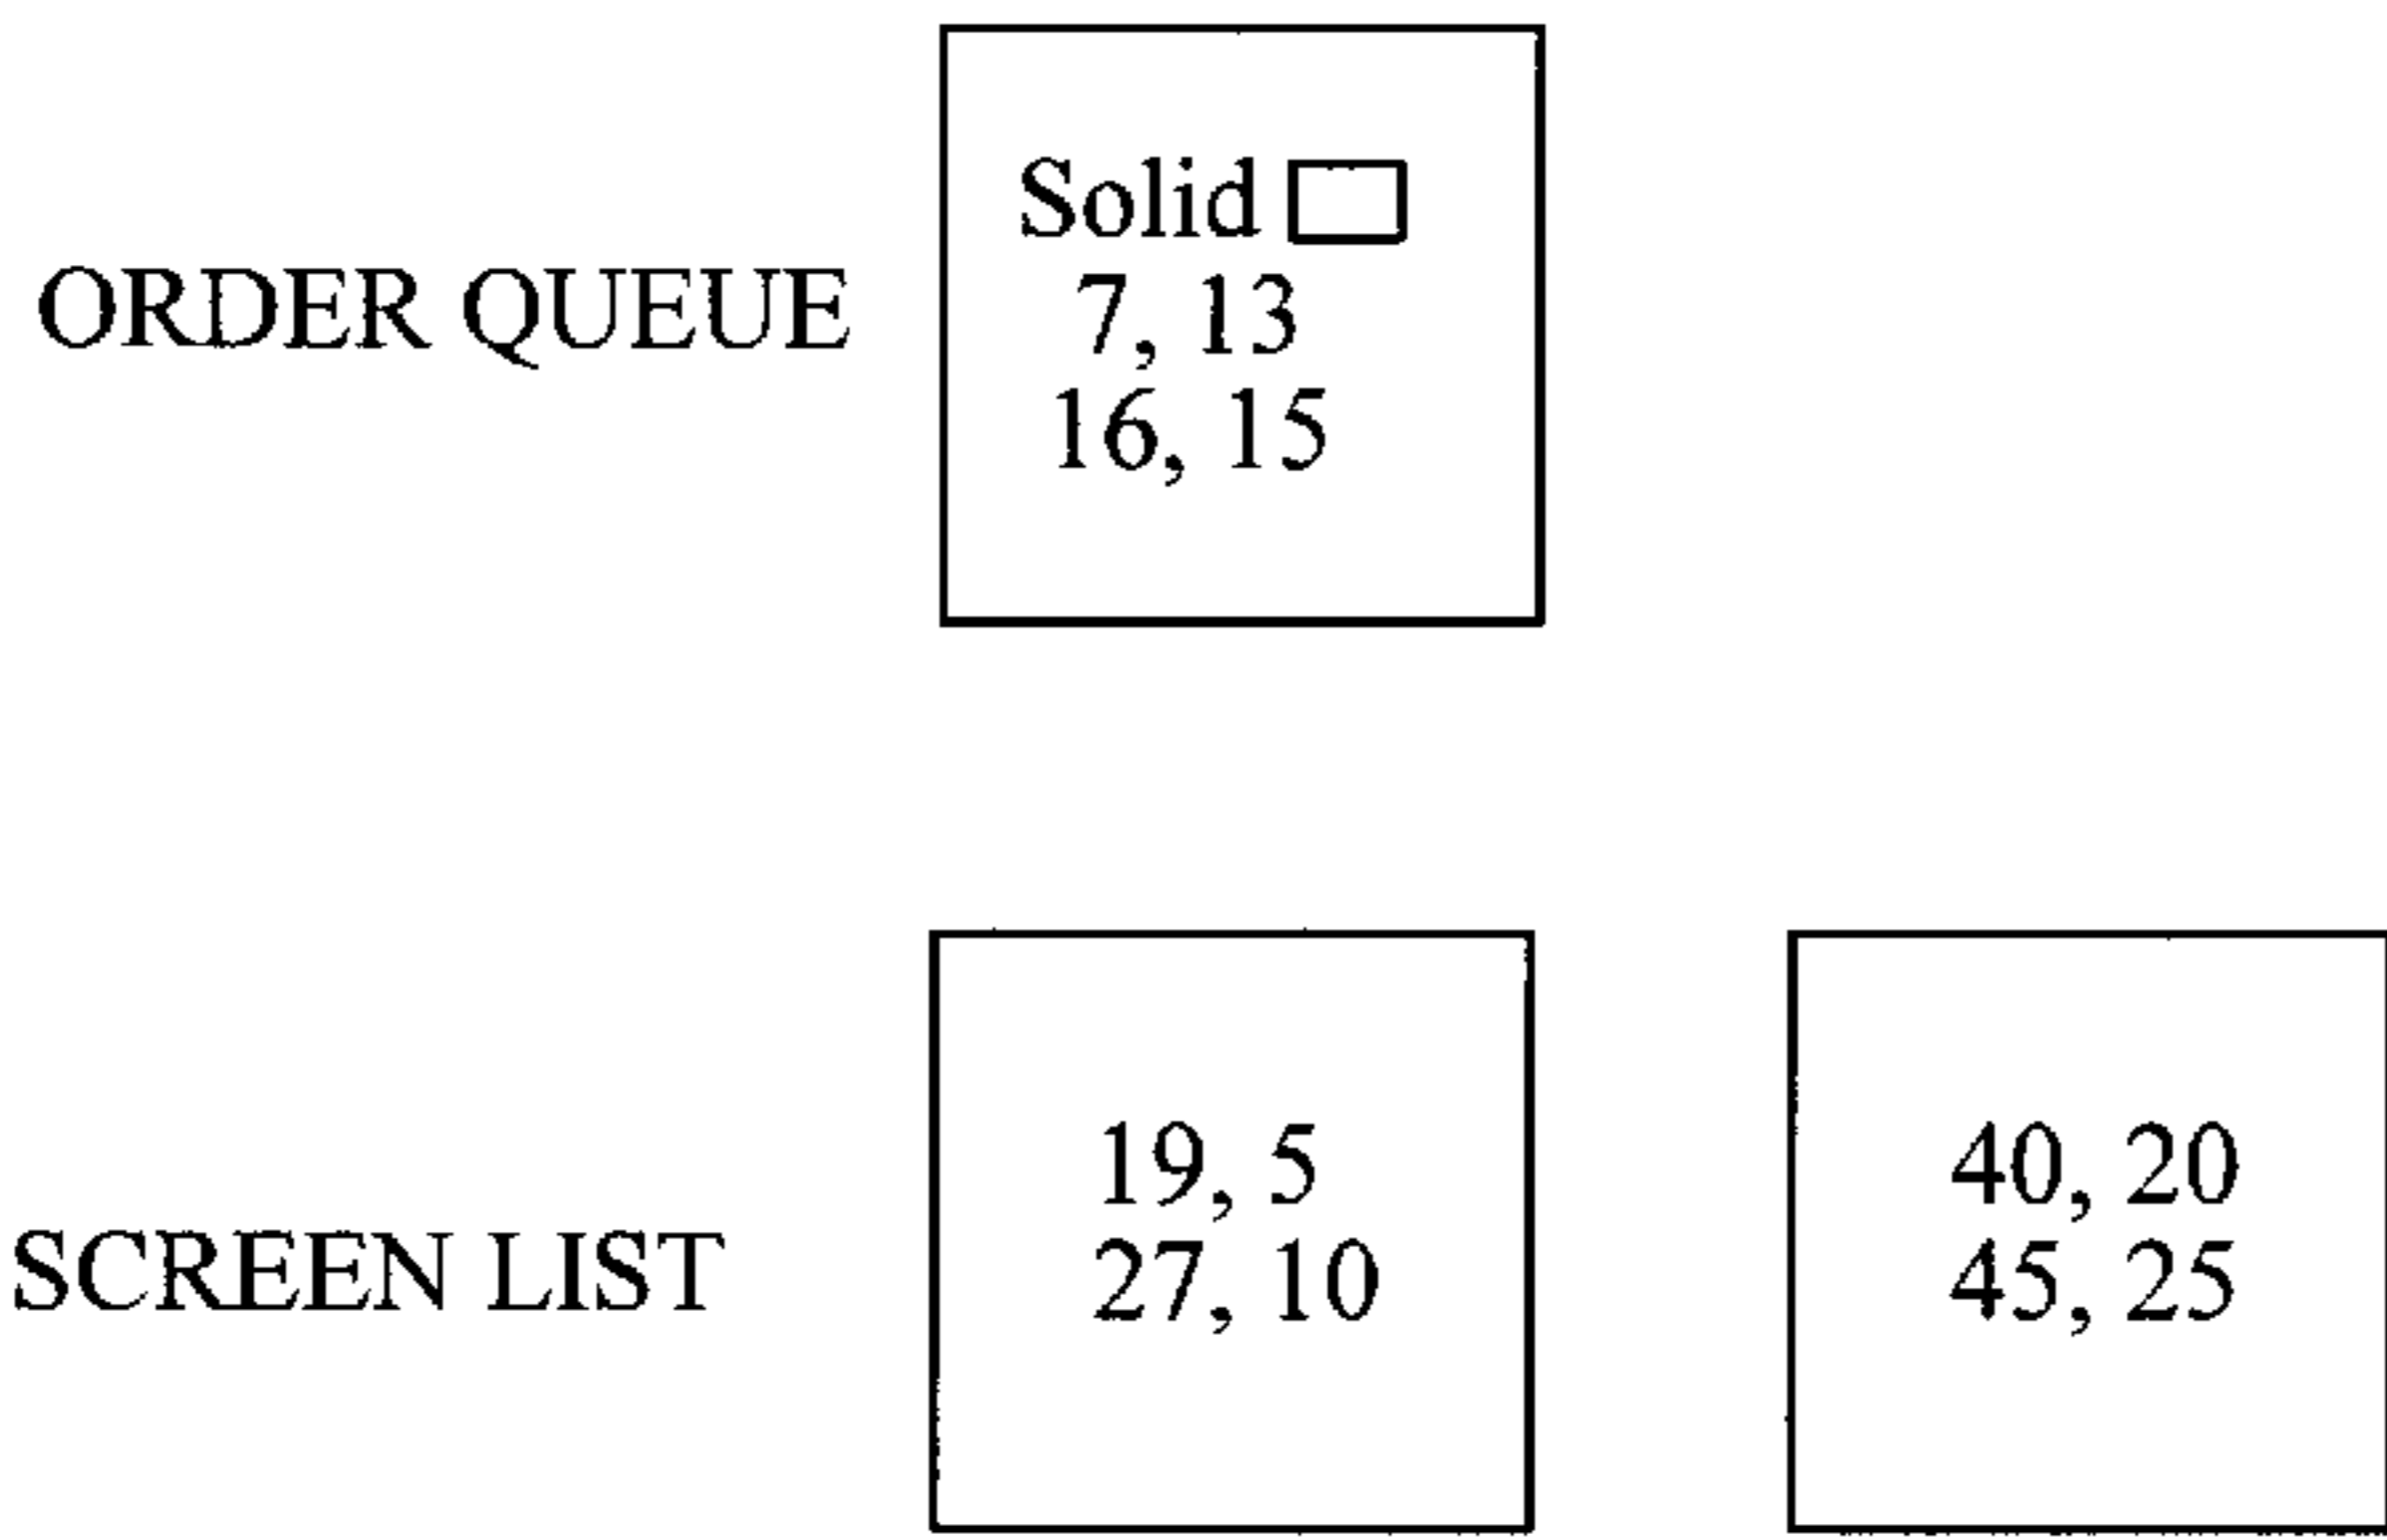 ORDER QUEUE
Solid
7, 13
16, 15
SCREEN LIST
19, 5
27, 10
40, 20
45, 25